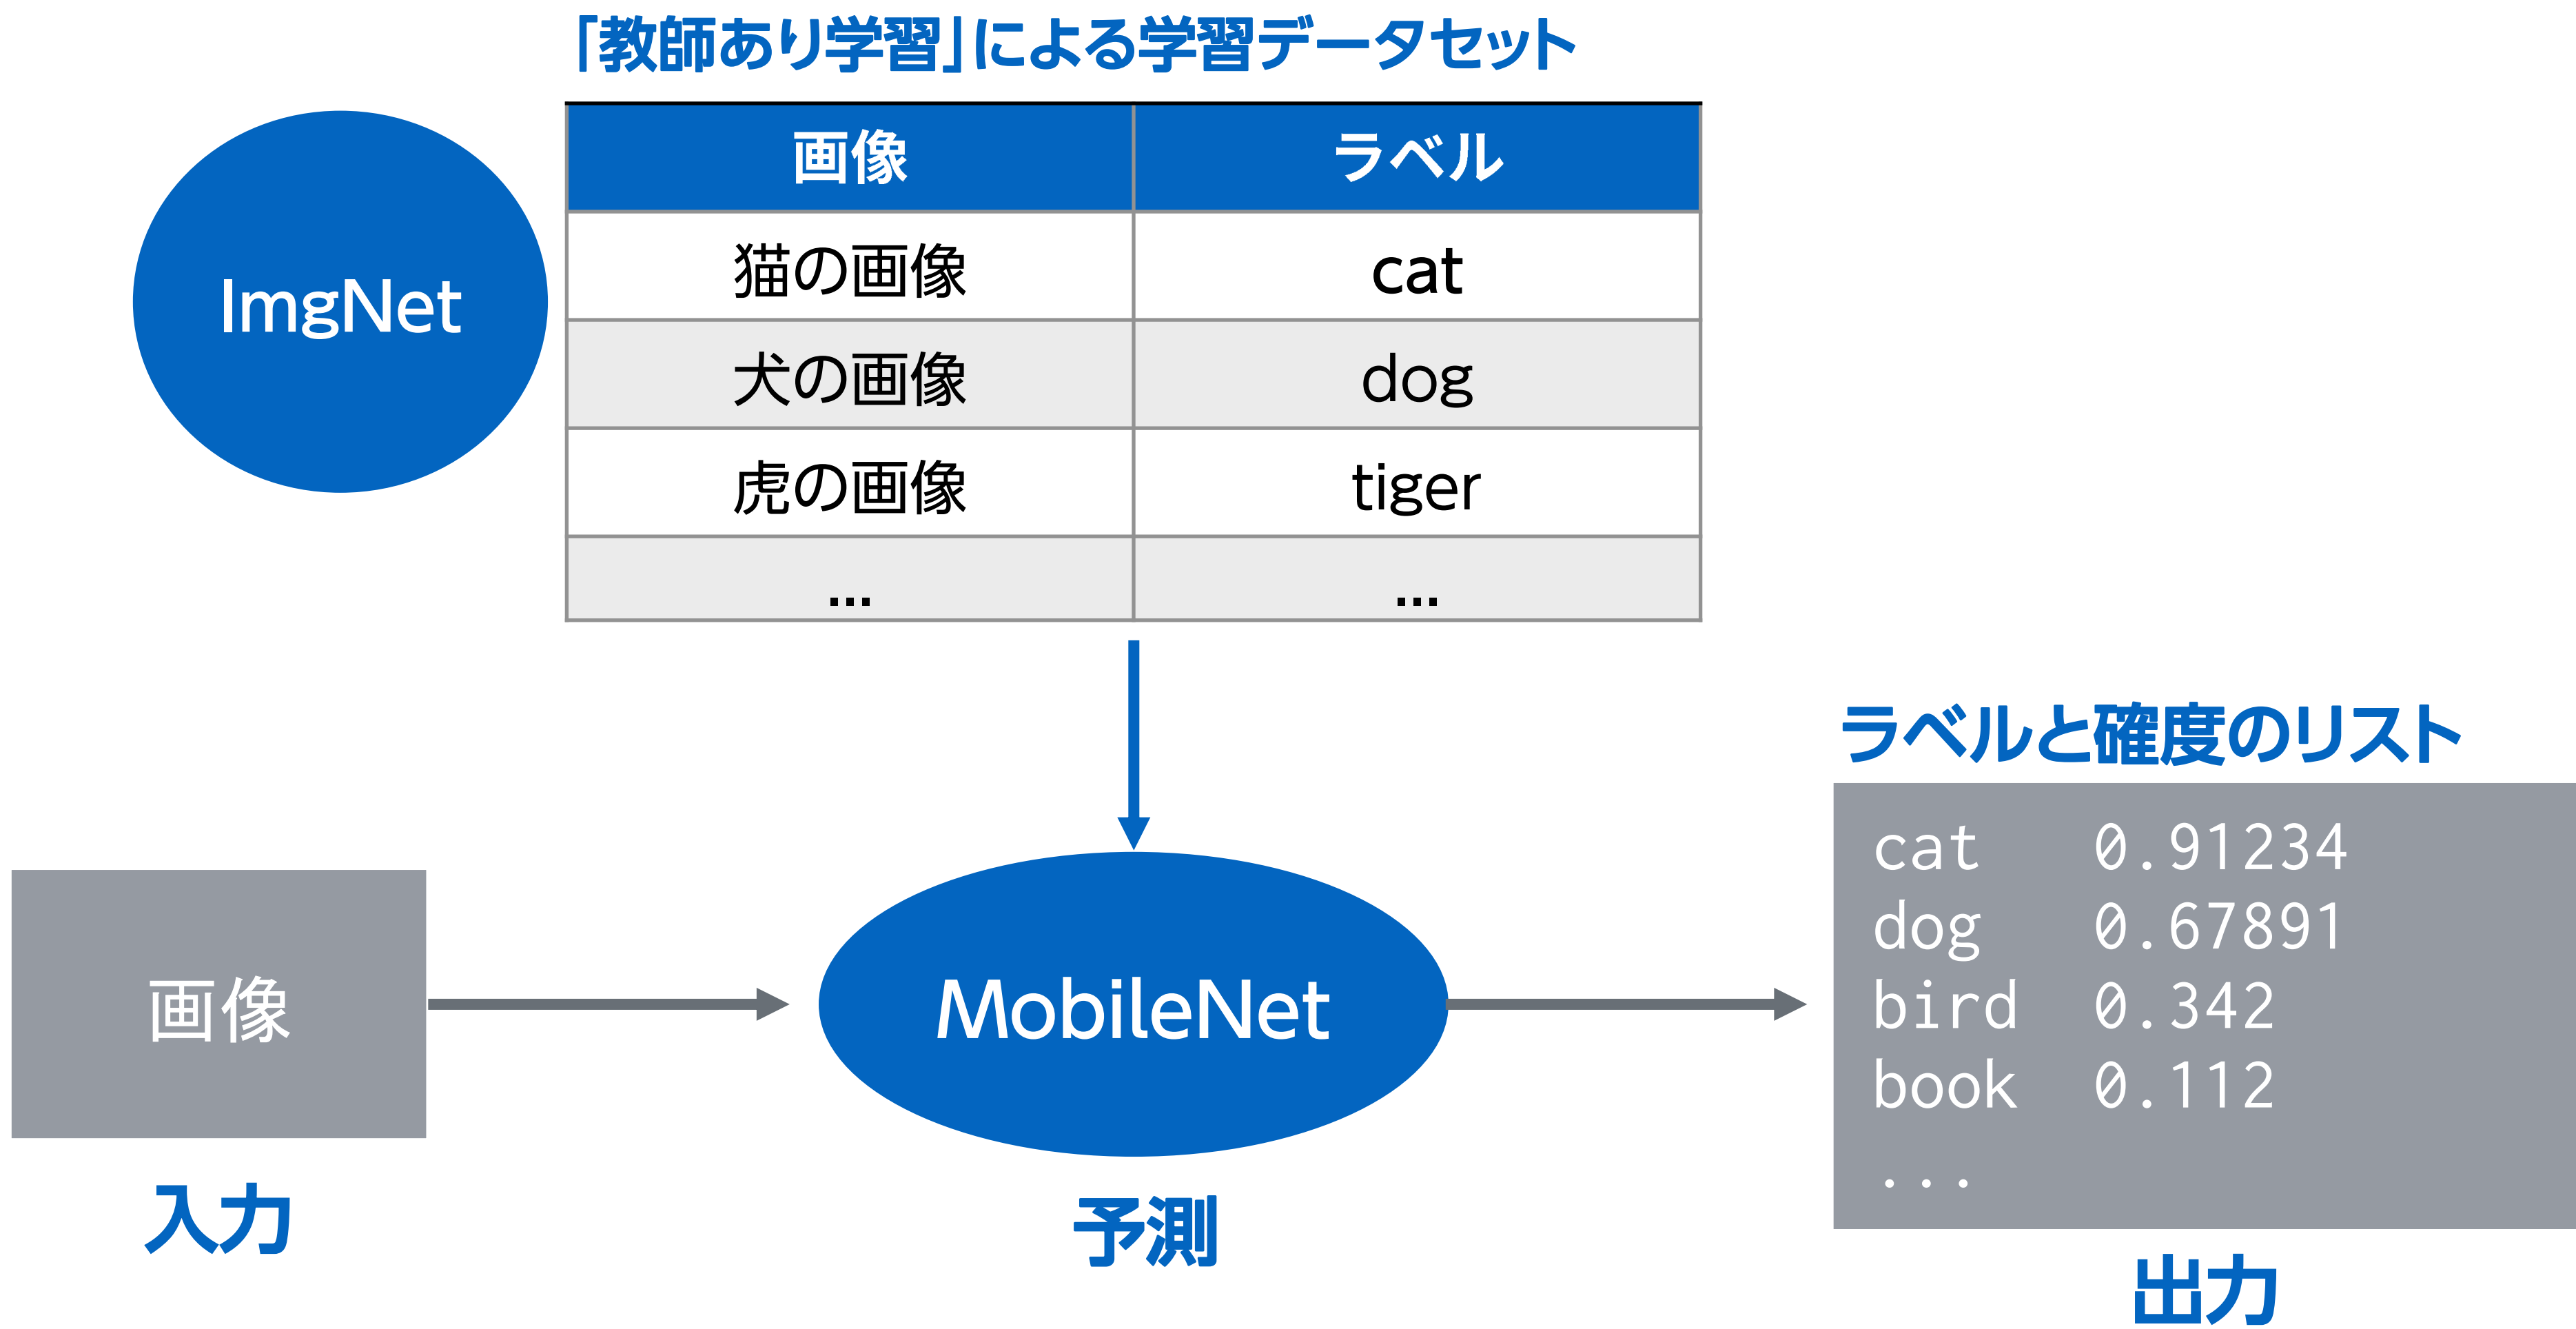 「教師あり学習」による学習データセット
ImgNet
画像 ラベル
猫の画像 cat
犬の画像 dog
虎の画像 tiger
... ...
ラベルと確度のリスト
画像
MobileNet
cat 0.91234
dog 0.67891
bird 0.342
book 0.112
...
入力
予測
出力